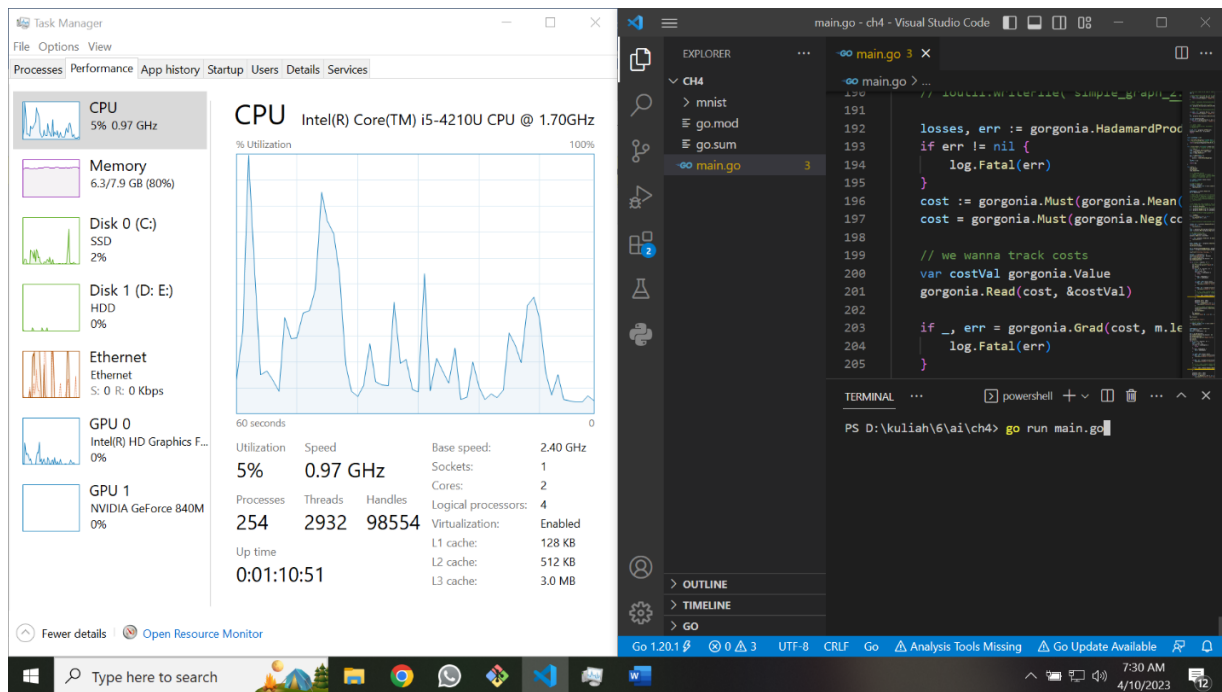 Task Manager
File Options View
Processes Performance App history Startup Users Details Services
CPU
5% 0.97 GHz
Memory
6.3/7.9 GB (80%)
Disk 0 (C:)
SSD
2%
Disk 1 (D: E:)
HDD
0%
Ethernet
Ethernet
S: 0 R: 0 Kbps
GPU 0
Intel(R) HD Graphics F...
0%
GPU 1
NVIDIA GeForce 840M
0%
CPU Intel(R) Core(TM) i5-4210U CPU @ 1.70GHz
% Utilization 100%
60 seconds 0
Utilization Speed
5% 0.97 GHz
Processes Threads Handles
254 2932 98554
Up time
0:01:10:51
Base speed: 2.40 GHz
Sockets: 1
Cores: 2
Logical processors: 4
Virtualization: Enabled
L1 cache: 128 KB
L2 cache: 512 KB
L3 cache: 3.0 MB
Fewer details Open Resource Monitor
main.go - ch4 - Visual Studio Code
EXPLORER ...
CH4
mnist
go.mod
go.sum
main.go 3
OUTLINE
TIMELINE
GO
2
main.go 3
main.go > ...
190 // ioutil.WriteFile("simple_graph_2.
191
192 losses, err := gorgonia.HadamardProd
193 if err != nil {
194 log.Fatal(err)
195 }
196 cost := gorgonia.Must(gorgonia.Mean(
197 cost = gorgonia.Must(gorgonia.Neg(co
198
199 // we wanna track costs
200 var costVal gorgonia.Value
201 gorgonia.Read(cost, &costVal)
202
203 if _, err = gorgonia.Grad(cost, m.le
204 log.Fatal(err)
205 }
TERMINAL ... powershell
PS D:\kuliah\6\ai\ch4> go run main.go
Go 1.20.1 0 3 UTF-8 CRLF Go Analysis Tools Missing Go Update Available
Type here to search
7:30 AM
4/10/2023
12